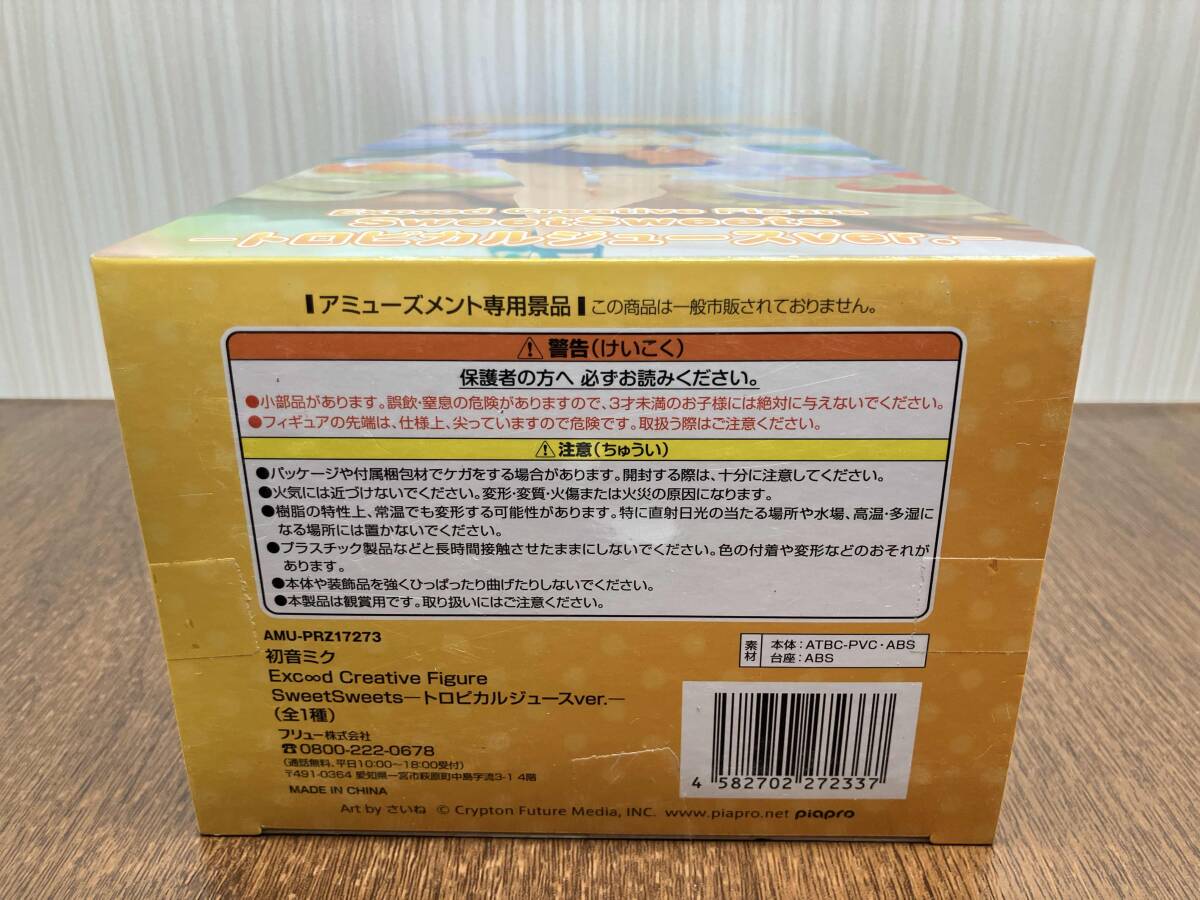 Exc∞d Creative Figure
SweetSweets
―トロピカルジュースver.―
アミューズメント専用景品 この商品は一般市販されておりません。
警告(けいこく)
保護者の方へ 必ずお読みください。
●小部品があります。誤飲・窒息の危険がありますので、3才未満のお子様には絶対に与えないでください。
●フィギュアの先端は、仕様上、尖っていますので危険です。取扱う際はご注意ください。
注意(ちゅうい)
●パッケージや付属梱包材でケガをする場合があります。開封する際は、十分に注意してください。
●火気には近づけないでください。変形・変質・火傷または火災の原因になります。
●樹脂の特性上、常温でも変形する可能性があります。特に直射日光の当たる場所や水場、高温・多湿に
なる場所には置かないでください。
●プラスチック製品などと長時間接触させたままにしないでください。色の付着や変形などのおそれが
あります。
●本体や装飾品を強くひっぱったり曲げたりしないでください。
●本製品は観賞用です。取り扱いにはご注意ください。
AMU-PRZ17273
初音ミク
Exc∞d Creative Figure
SweetSweets―トロピカルジュースver.―
(全1種)
フリュー株式会社
☎0800-222-0678
(通話無料、平日10:00~18:00受付)
〒491-0364 愛知県一宮市萩原町中島字流3-1 4階
MADE IN CHINA
素材
本体:ATBC-PVC・ABS
台座:ABS
4 582702 272337
Art by さいね © Crypton Future Media, INC. www.piapro.net piapro